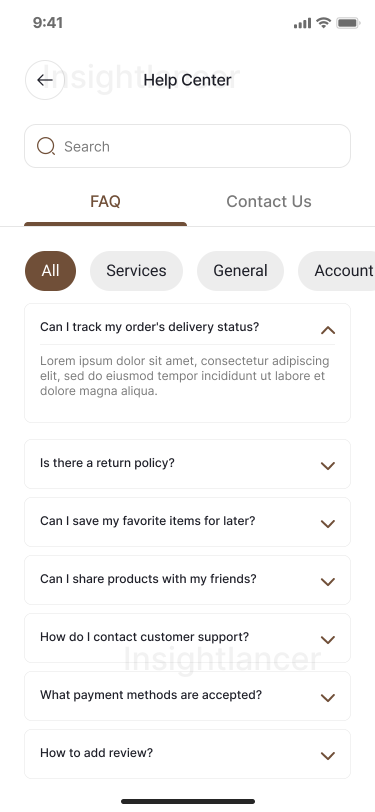 9:41
Insightlancer
Help Center
Search
FAQ
Contact Us
All
Services
General
Account
Can I track my order's delivery status?
Lorem ipsum dolor sit amet, consectetur adipiscing
elit, sed do eiusmod tempor incididunt ut labore et
dolore magna aliqua.
Is there a return policy?
Can I save my favorite items for later?
Can I share products with my friends?
How do I contact customer support?
Insightlancer
What payment methods are accepted?
How to add review?